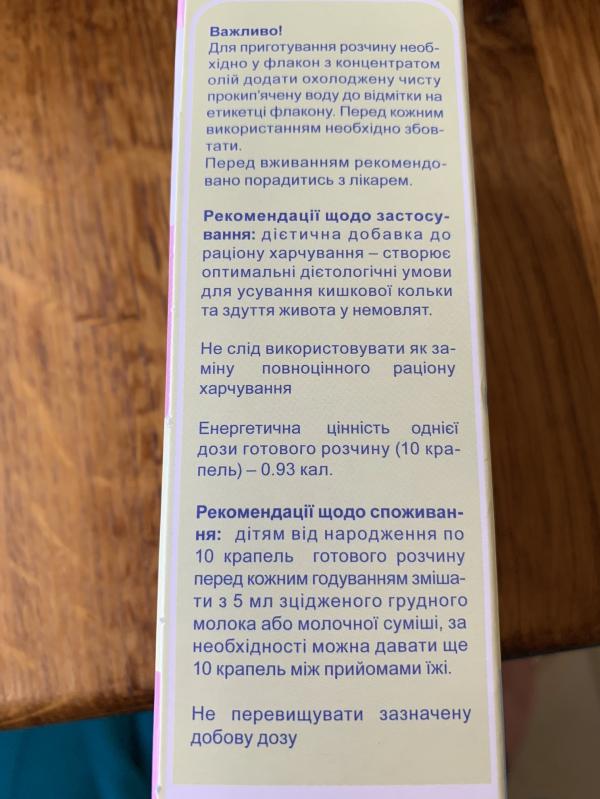 Важливо!
Для приготування розчину необ-
хідно у флакон з концентратом
олій додати охолоджену чисту
прокип'ячену воду до відмітки на
етикетці флакону. Перед кожним
використанням необхідно збов-
тати.
Перед вживанням рекомендо-
вано порадитись з лікарем.
Рекомендації щодо застосу-
вання: дієтична добавка до
раціону харчування – створює
оптимальні дієтологічні умови
для усування кишкової кольки
та здуття живота у немовлят.
Не слід використовувати як за-
міну повноцінного раціону
харчування
Енергетична цінність однієї
дози готового розчину (10 кра-
пель) – 0.93 кал.
Рекомендації щодо споживан-
ня: дітям від народження по
10 крапель готового розчину
перед кожним годуванням зміша-
ти з 5 мл зцідженого грудного
молока або молочної суміші, за
необхідності можна давати ще
10 крапель між прийомами їжі.
Не перевищувати зазначену
добову дозу